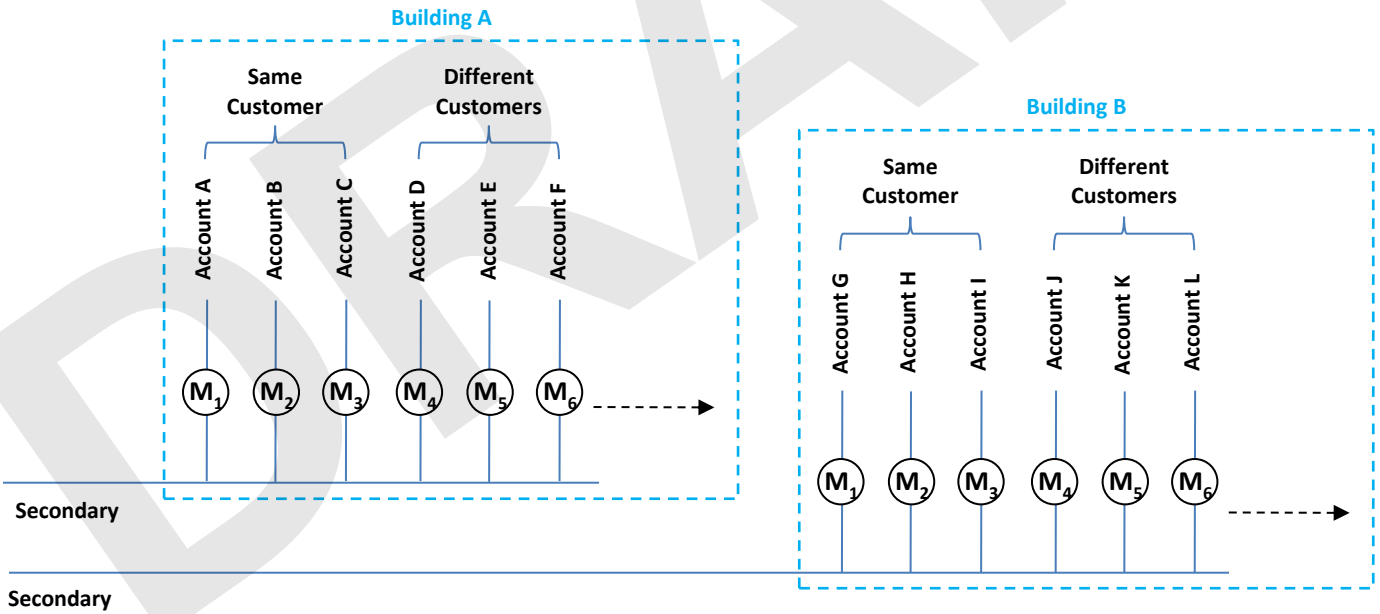 Building A
Same
Customer
Different
Customers
Account A
Account B
Account C
Account D
Account E
Account F
M1
M2
M3
M4
M5
M6
Secondary
Building B
Same
Customer
Different
Customers
Account G
Account H
Account I
Account J
Account K
Account L
M1
M2
M3
M4
M5
M6
Secondary
DRA